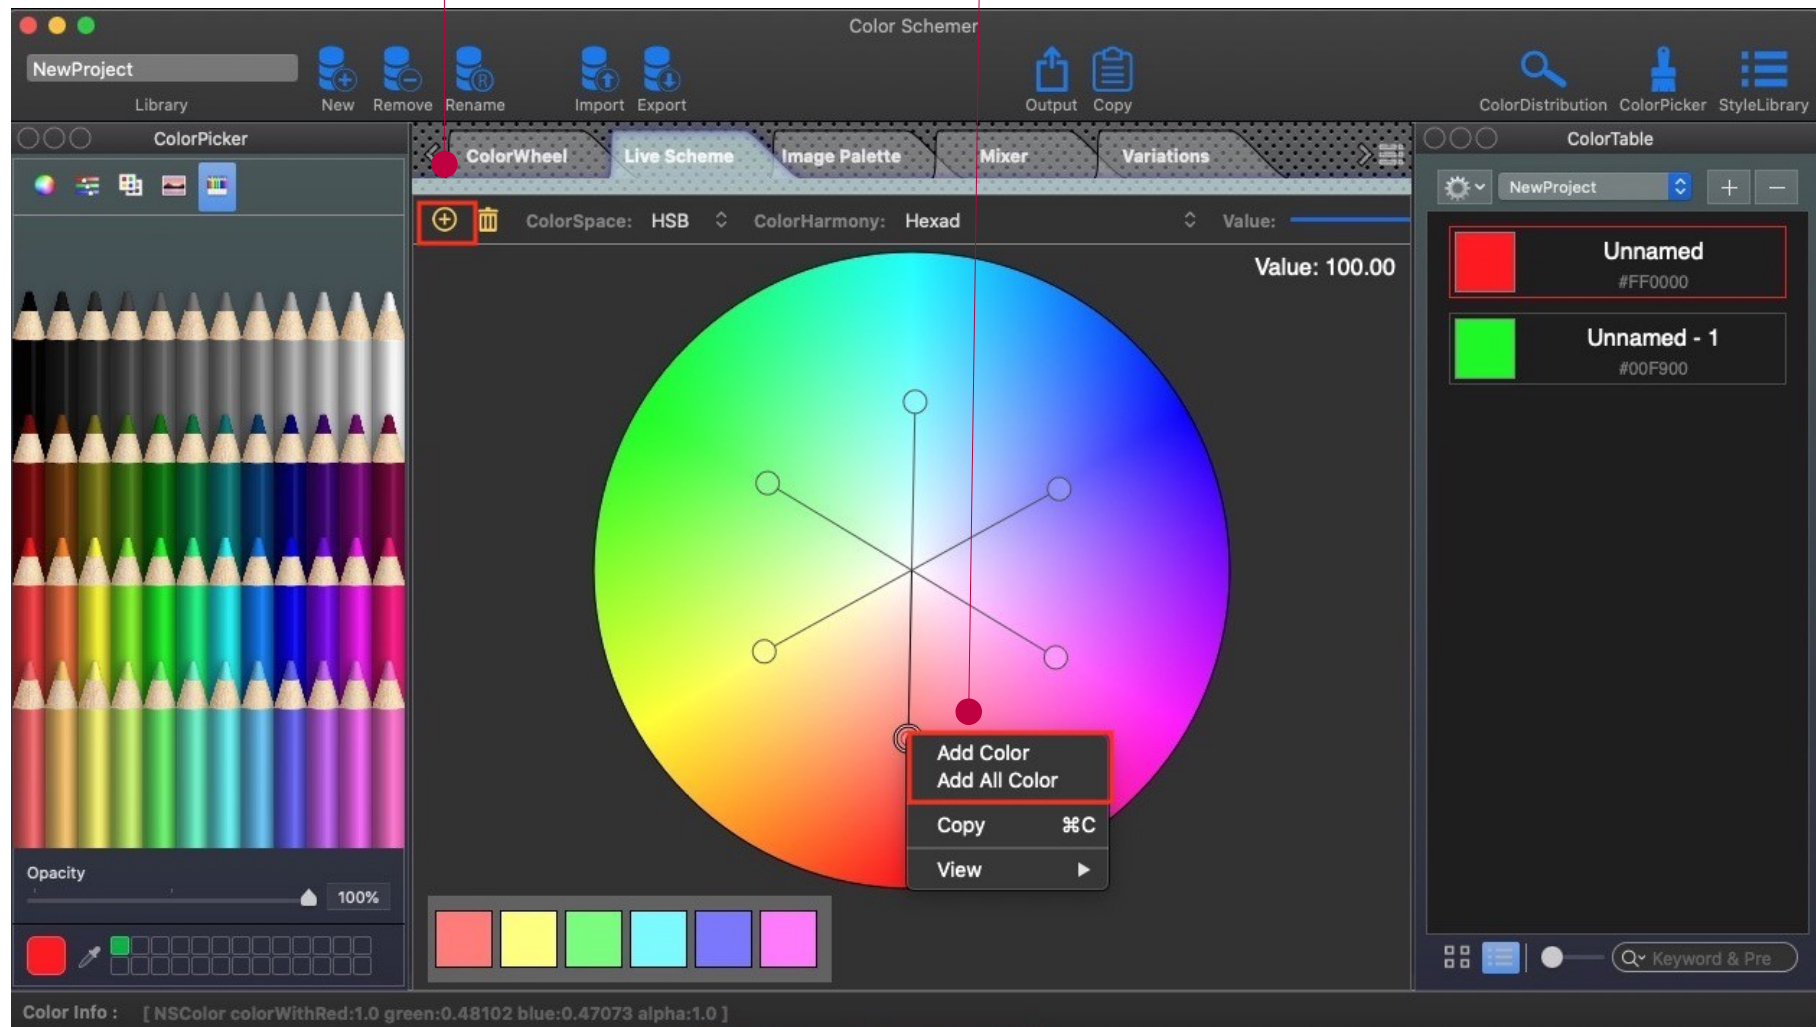 Color Schemer
NewProject
Library
New
Remove
Rename
Import
Export
Output
Copy
ColorDistribution
ColorPicker
StyleLibrary
ColorPicker
ColorWheel
Live Scheme
Image Palette
Mixer
Variations
ColorTable
NewProject
ColorSpace: HSB
ColorHarmony: Hexad
Value:
Value: 100.00
Unnamed
#FF0000
Unnamed - 1
#00F900
Add Color
Add All Color
Copy ⌘C
View
Opacity
100%
Keyword & Pre
Color Info : [ NSColor colorWithRed:1.0 green:0.48102 blue:0.47073 alpha:1.0 ]